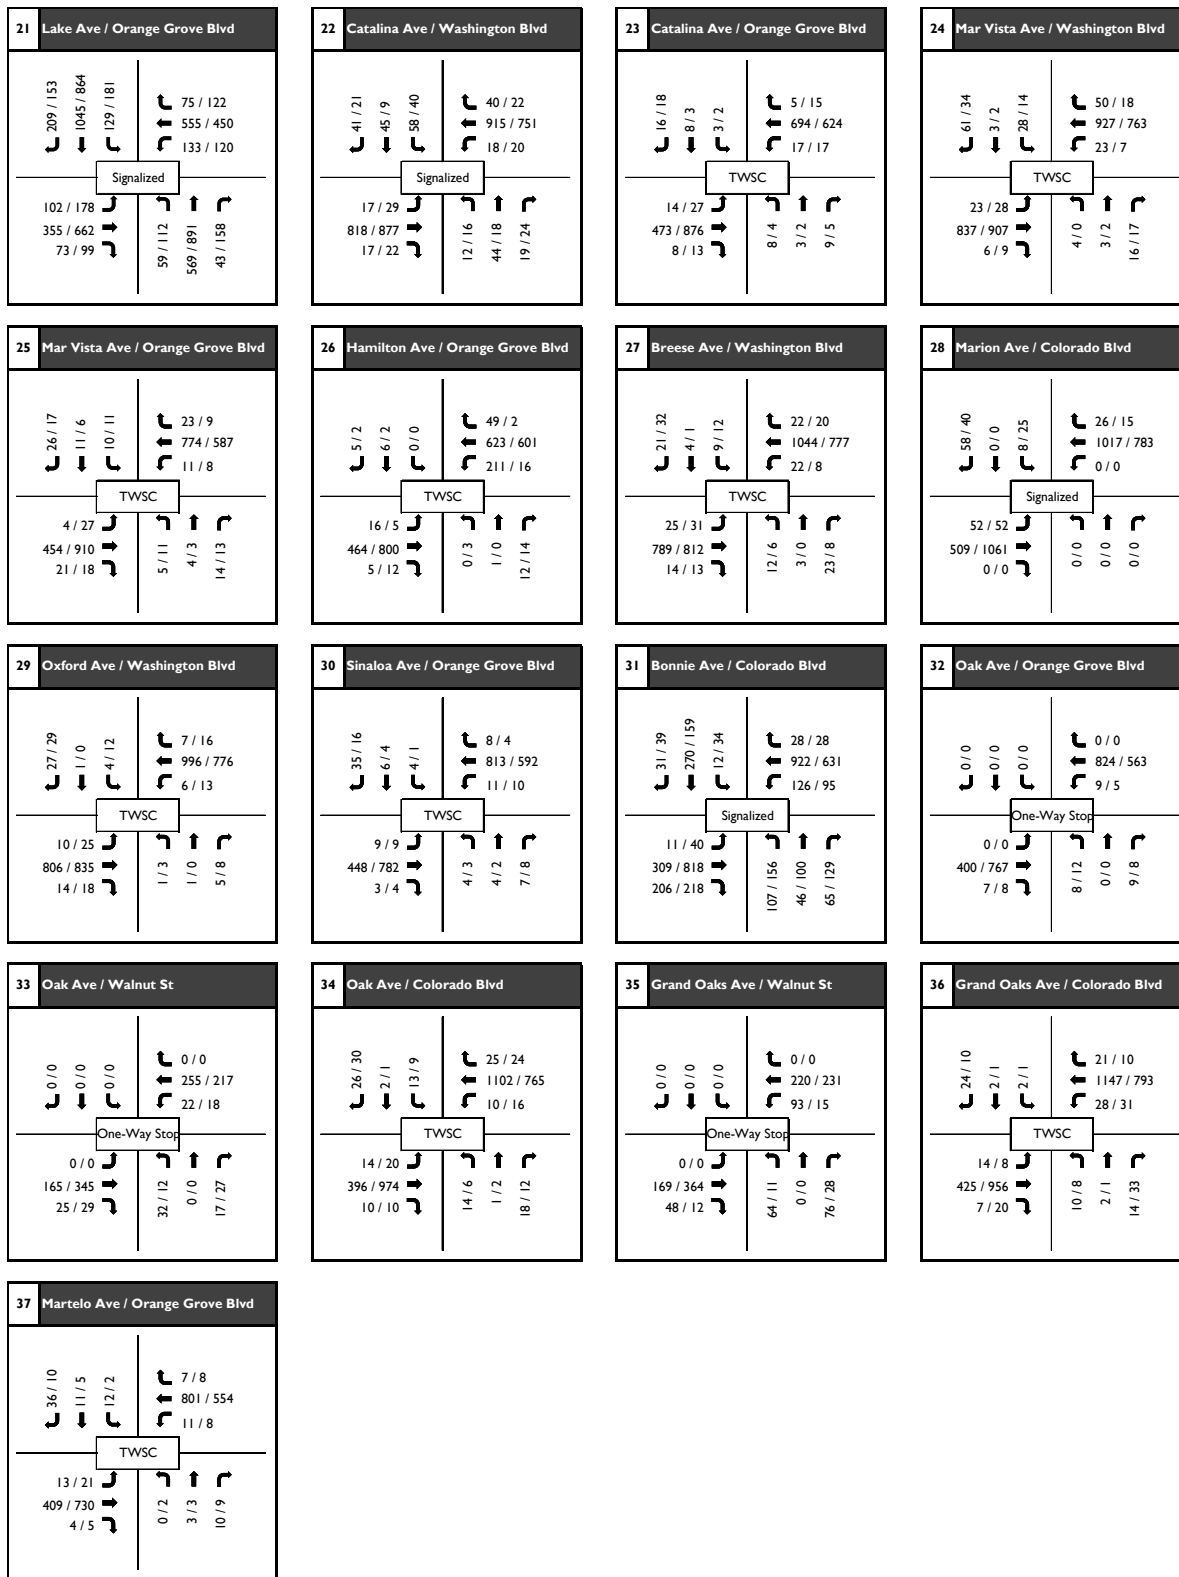 21 Lake Ave / Orange Grove Blvd
209 / 153
1045 / 864
129 / 181
75 / 122
555 / 450
133 / 120
Signalized
102 / 178
355 / 662
73 / 99
59 / 112
569 / 891
43 / 158
22 Catalina Ave / Washington Blvd
41 / 21
45 / 9
58 / 40
40 / 22
915 / 751
18 / 20
Signalized
17 / 29
818 / 877
17 / 22
12 / 16
44 / 18
19 / 24
23 Catalina Ave / Orange Grove Blvd
16 / 18
8 / 3
3 / 2
5 / 15
694 / 624
17 / 17
TWSC
14 / 27
473 / 876
8 / 13
8 / 4
3 / 2
9 / 5
24 Mar Vista Ave / Washington Blvd
61 / 34
3 / 2
28 / 14
50 / 18
927 / 763
23 / 7
TWSC
23 / 28
837 / 907
6 / 9
4 / 0
3 / 2
16 / 17
25 Mar Vista Ave / Orange Grove Blvd
26 / 17
11 / 6
10 / 11
23 / 9
774 / 587
11 / 8
TWSC
4 / 27
454 / 910
21 / 18
5 / 11
4 / 3
14 / 13
26 Hamilton Ave / Orange Grove Blvd
5 / 2
6 / 2
0 / 0
49 / 2
623 / 601
211 / 16
TWSC
16 / 5
464 / 800
5 / 12
0 / 3
1 / 0
12 / 14
27 Breese Ave / Washington Blvd
21 / 32
4 / 1
9 / 12
22 / 20
1044 / 777
22 / 8
TWSC
25 / 31
789 / 812
14 / 13
12 / 6
3 / 0
23 / 8
28 Marion Ave / Colorado Blvd
58 / 40
0 / 0
8 / 25
26 / 15
1017 / 783
0 / 0
Signalized
52 / 52
509 / 1061
0 / 0
0 / 0
0 / 0
0 / 0
29 Oxford Ave / Washington Blvd
27 / 29
1 / 0
4 / 12
7 / 16
996 / 776
6 / 13
TWSC
10 / 25
806 / 835
14 / 18
1 / 3
1 / 0
5 / 8
30 Sinaloa Ave / Orange Grove Blvd
35 / 16
6 / 4
4 / 1
8 / 4
813 / 592
11 / 10
TWSC
9 / 9
448 / 782
3 / 4
4 / 3
4 / 2
7 / 8
31 Bonnie Ave / Colorado Blvd
31 / 39
270 / 159
12 / 34
28 / 28
922 / 631
126 / 95
Signalized
11 / 40
309 / 818
206 / 218
107 / 156
46 / 100
65 / 129
32 Oak Ave / Orange Grove Blvd
0 / 0
0 / 0
0 / 0
0 / 0
824 / 563
9 / 5
One-Way Stop
0 / 0
400 / 767
7 / 8
8 / 12
0 / 0
9 / 8
33 Oak Ave / Walnut St
0 / 0
0 / 0
0 / 0
0 / 0
255 / 217
22 / 18
One-Way Stop
0 / 0
165 / 345
25 / 29
32 / 12
0 / 0
17 / 27
34 Oak Ave / Colorado Blvd
26 / 30
2 / 1
13 / 9
25 / 24
1102 / 765
10 / 16
TWSC
14 / 20
396 / 974
10 / 10
14 / 6
1 / 2
18 / 12
35 Grand Oaks Ave / Walnut St
0 / 0
0 / 0
0 / 0
0 / 0
220 / 231
93 / 15
One-Way Stop
0 / 0
169 / 364
48 / 12
64 / 11
0 / 0
76 / 28
36 Grand Oaks Ave / Colorado Blvd
24 / 10
2 / 1
2 / 1
21 / 10
1147 / 793
28 / 31
TWSC
14 / 8
425 / 956
7 / 20
10 / 8
2 / 1
14 / 33
37 Martelo Ave / Orange Grove Blvd
36 / 10
11 / 5
12 / 2
7 / 8
801 / 554
11 / 8
TWSC
13 / 21
409 / 730
4 / 5
0 / 2
3 / 3
10 / 9